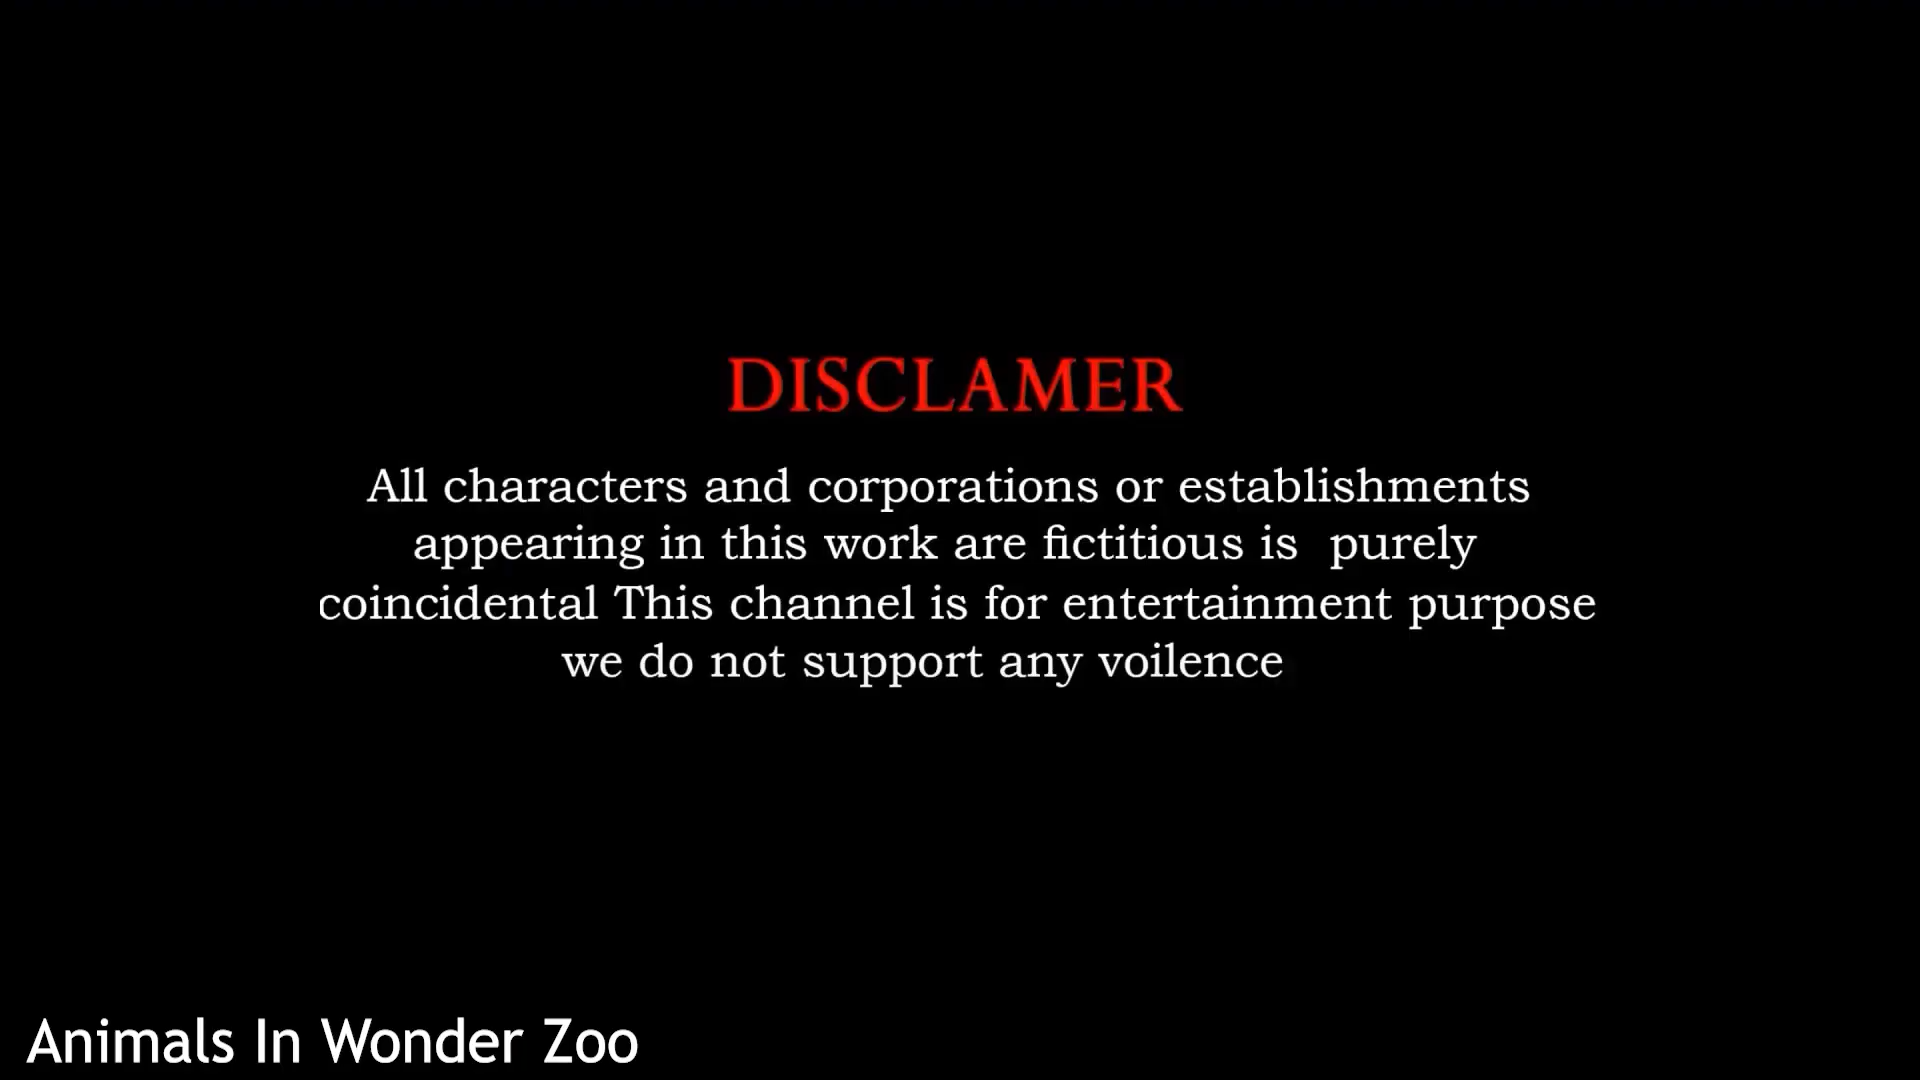 DISCLAMER
All characters and corporations or establishments
appearing in this work are fictitious is  purely
coincidental This channel is for entertainment purpose
we do not support any voilence
Animals In Wonder Zoo